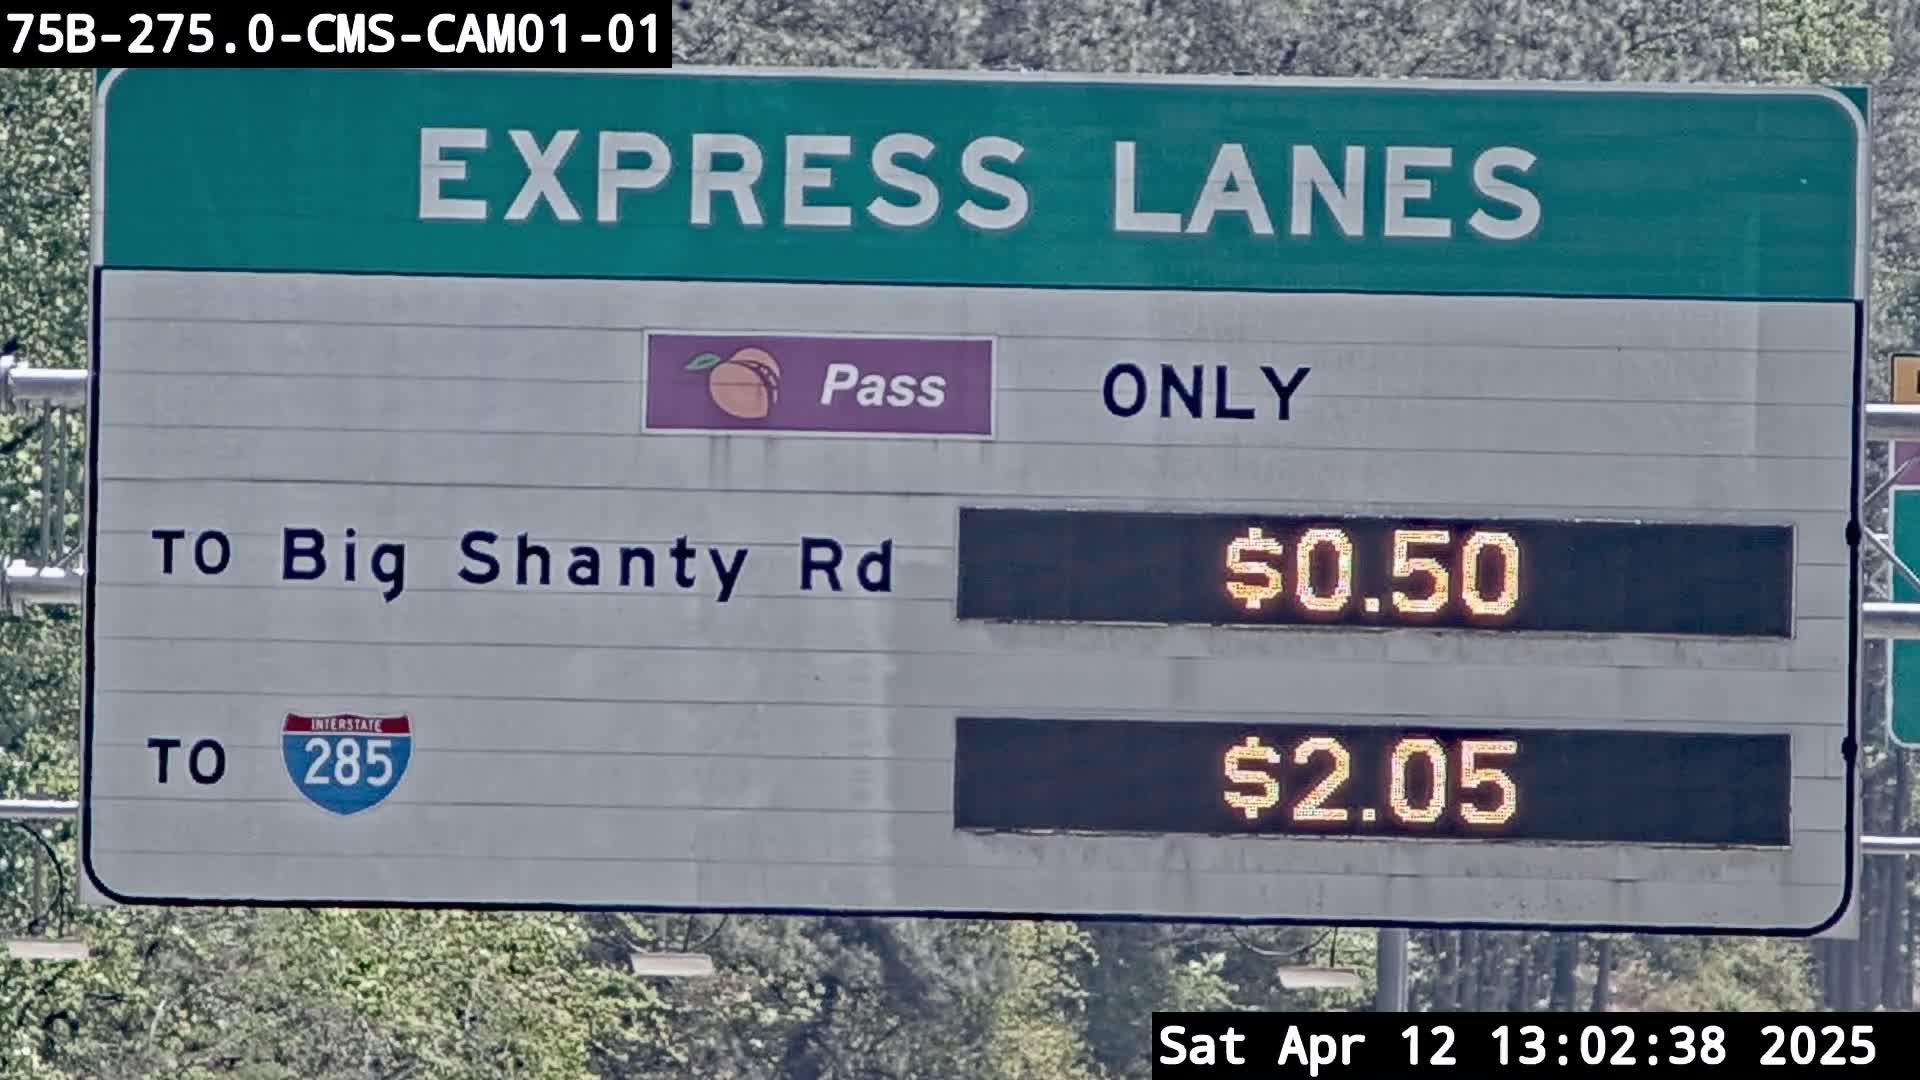 75B-275.0-CMS-CAM01-01
EXPRESS LANES
Pass ONLY
TO Big Shanty Rd $0.50
TO INTERSTATE 285 $2.05
Sat Apr 12 13:02:38 2025